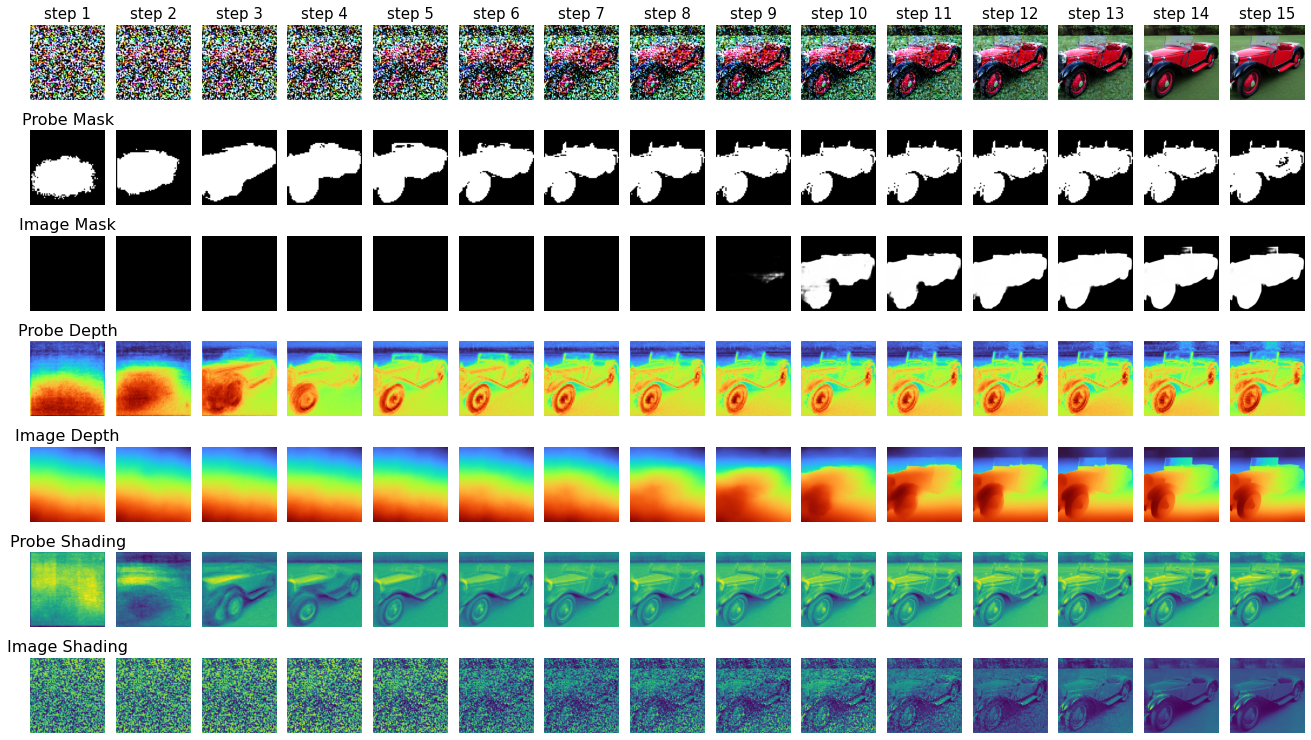 step 1 step 2 step 3 step 4 step 5 step 6 step 7 step 8 step 9 step 10 step 11 step 12 step 13 step 14 step 15
Probe Mask
Image Mask
Probe Depth
Image Depth
Probe Shading
Image Shading